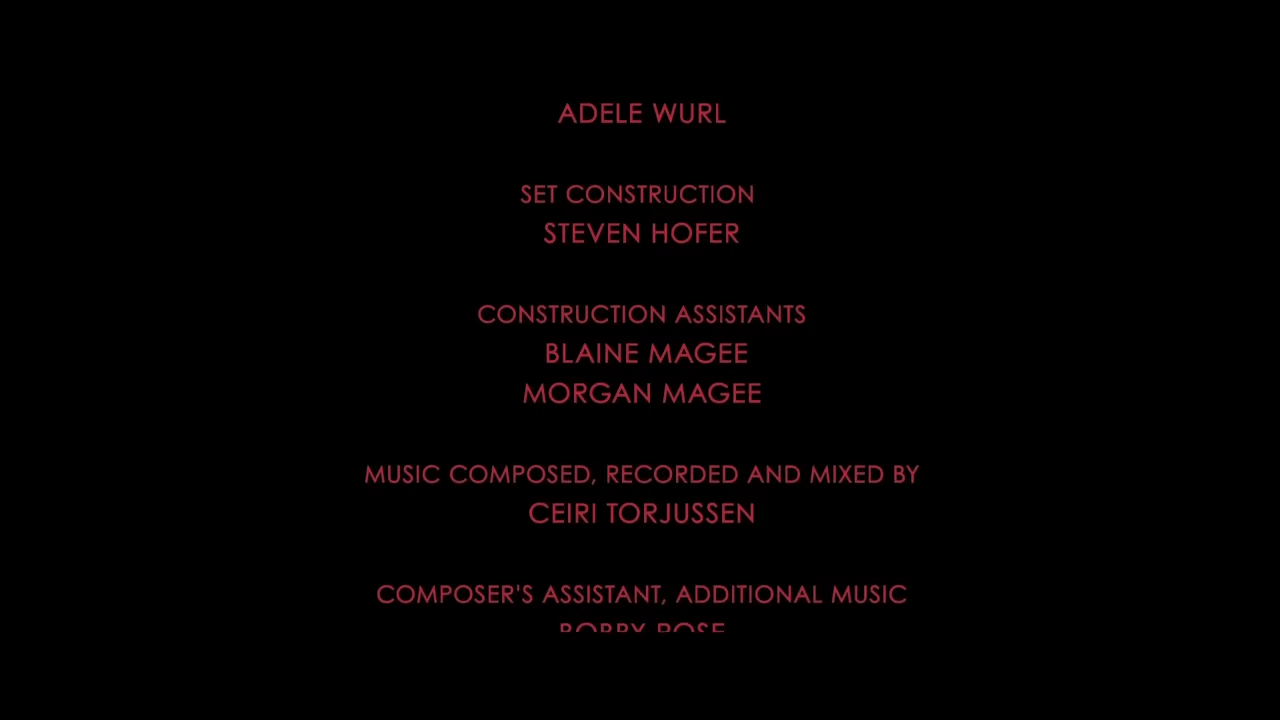 ADELE WURL
SET CONSTRUCTION
STEVEN HOFER
CONSTRUCTION ASSISTANTS
BLAINE MAGEE
MORGAN MAGEE
MUSIC COMPOSED, RECORDED AND MIXED BY
CEIRI TORJUSSEN
COMPOSER'S ASSISTANT, ADDITIONAL MUSIC